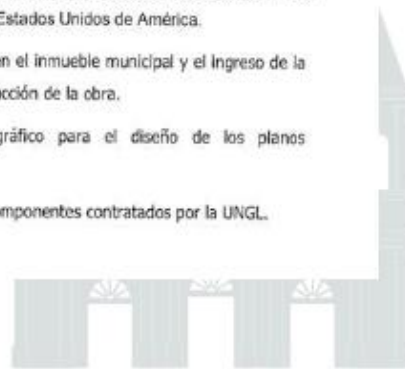 Estados Unidos de América.
en el inmueble municipal y el ingreso de la
cción de la obra.
gráfico para el diseño de los planos
omponentes contratados por la UNGL.